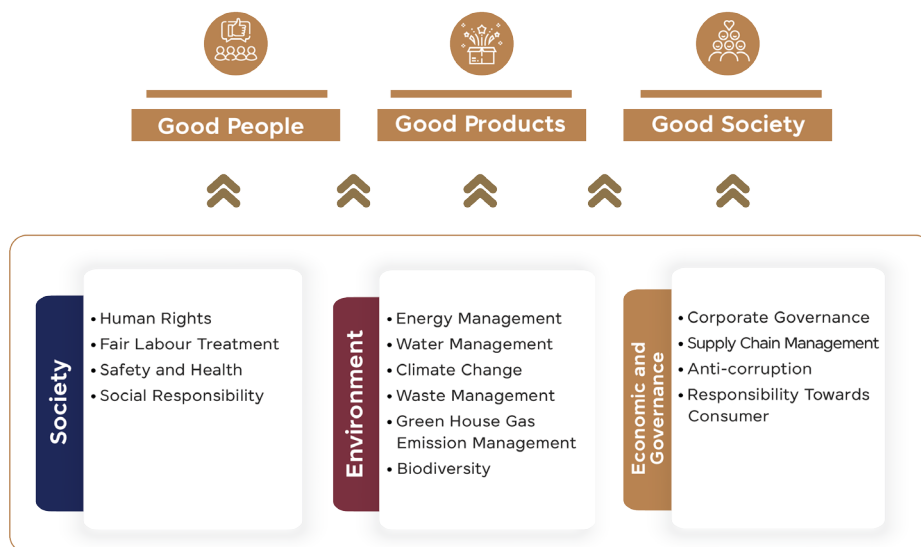 Good People
Good Products
Good Society
Society
• Human Rights
• Fair Labour Treatment
• Safety and Health
• Social Responsibility
Environment
• Energy Management
• Water Management
• Climate Change
• Waste Management
• Green House Gas
Emission Management
• Biodiversity
Economic and
Governance
• Corporate Governance
• Supply Chain Management
• Anti-corruption
• Responsibility Towards
Consumer